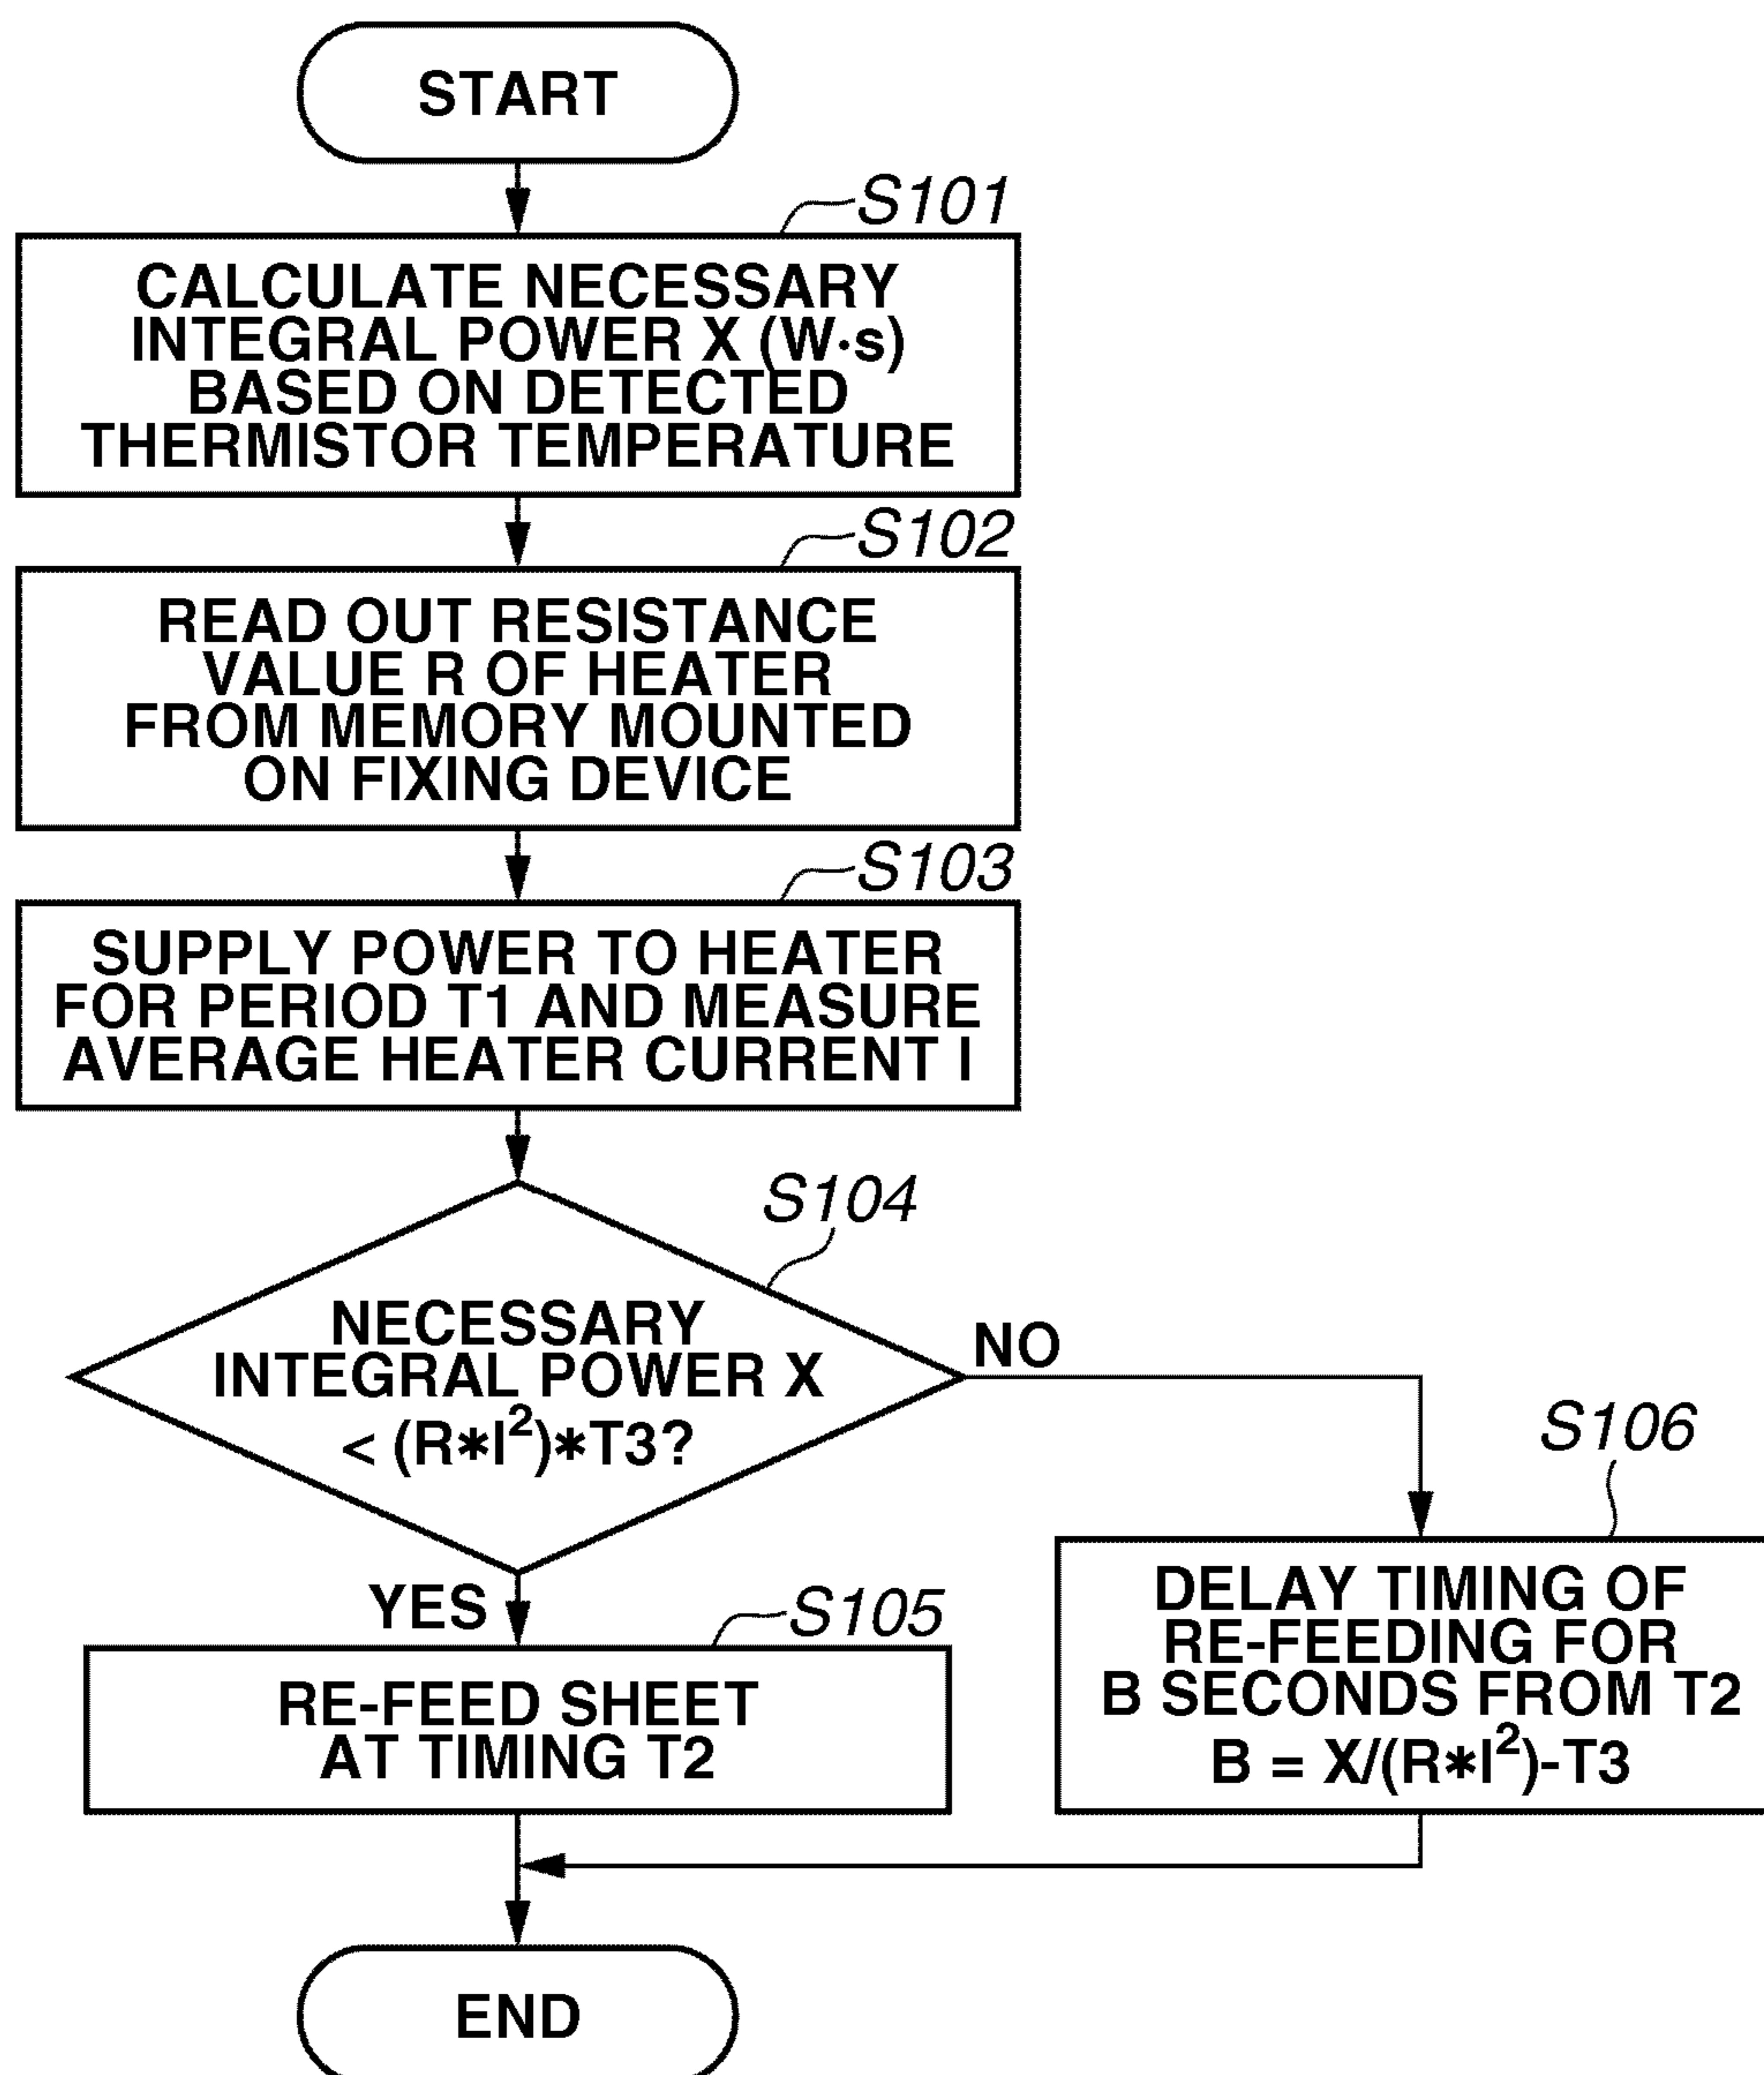 START
S101
CALCULATE NECESSARY
INTEGRAL POWER X (W·s)
BASED ON DETECTED
THERMISTOR TEMPERATURE
S102
READ OUT RESISTANCE
VALUE R OF HEATER
FROM MEMORY MOUNTED
ON FIXING DEVICE
S103
SUPPLY POWER TO HEATER
FOR PERIOD T1 AND MEASURE
AVERAGE HEATER CURRENT I
S104
NECESSARY
INTEGRAL POWER X
< (R*I²)*T3?
NO
YES
S105
RE-FEED SHEET
AT TIMING T2
S106
DELAY TIMING OF
RE-FEEDING FOR
B SECONDS FROM T2
B = X/(R*I²)-T3
END